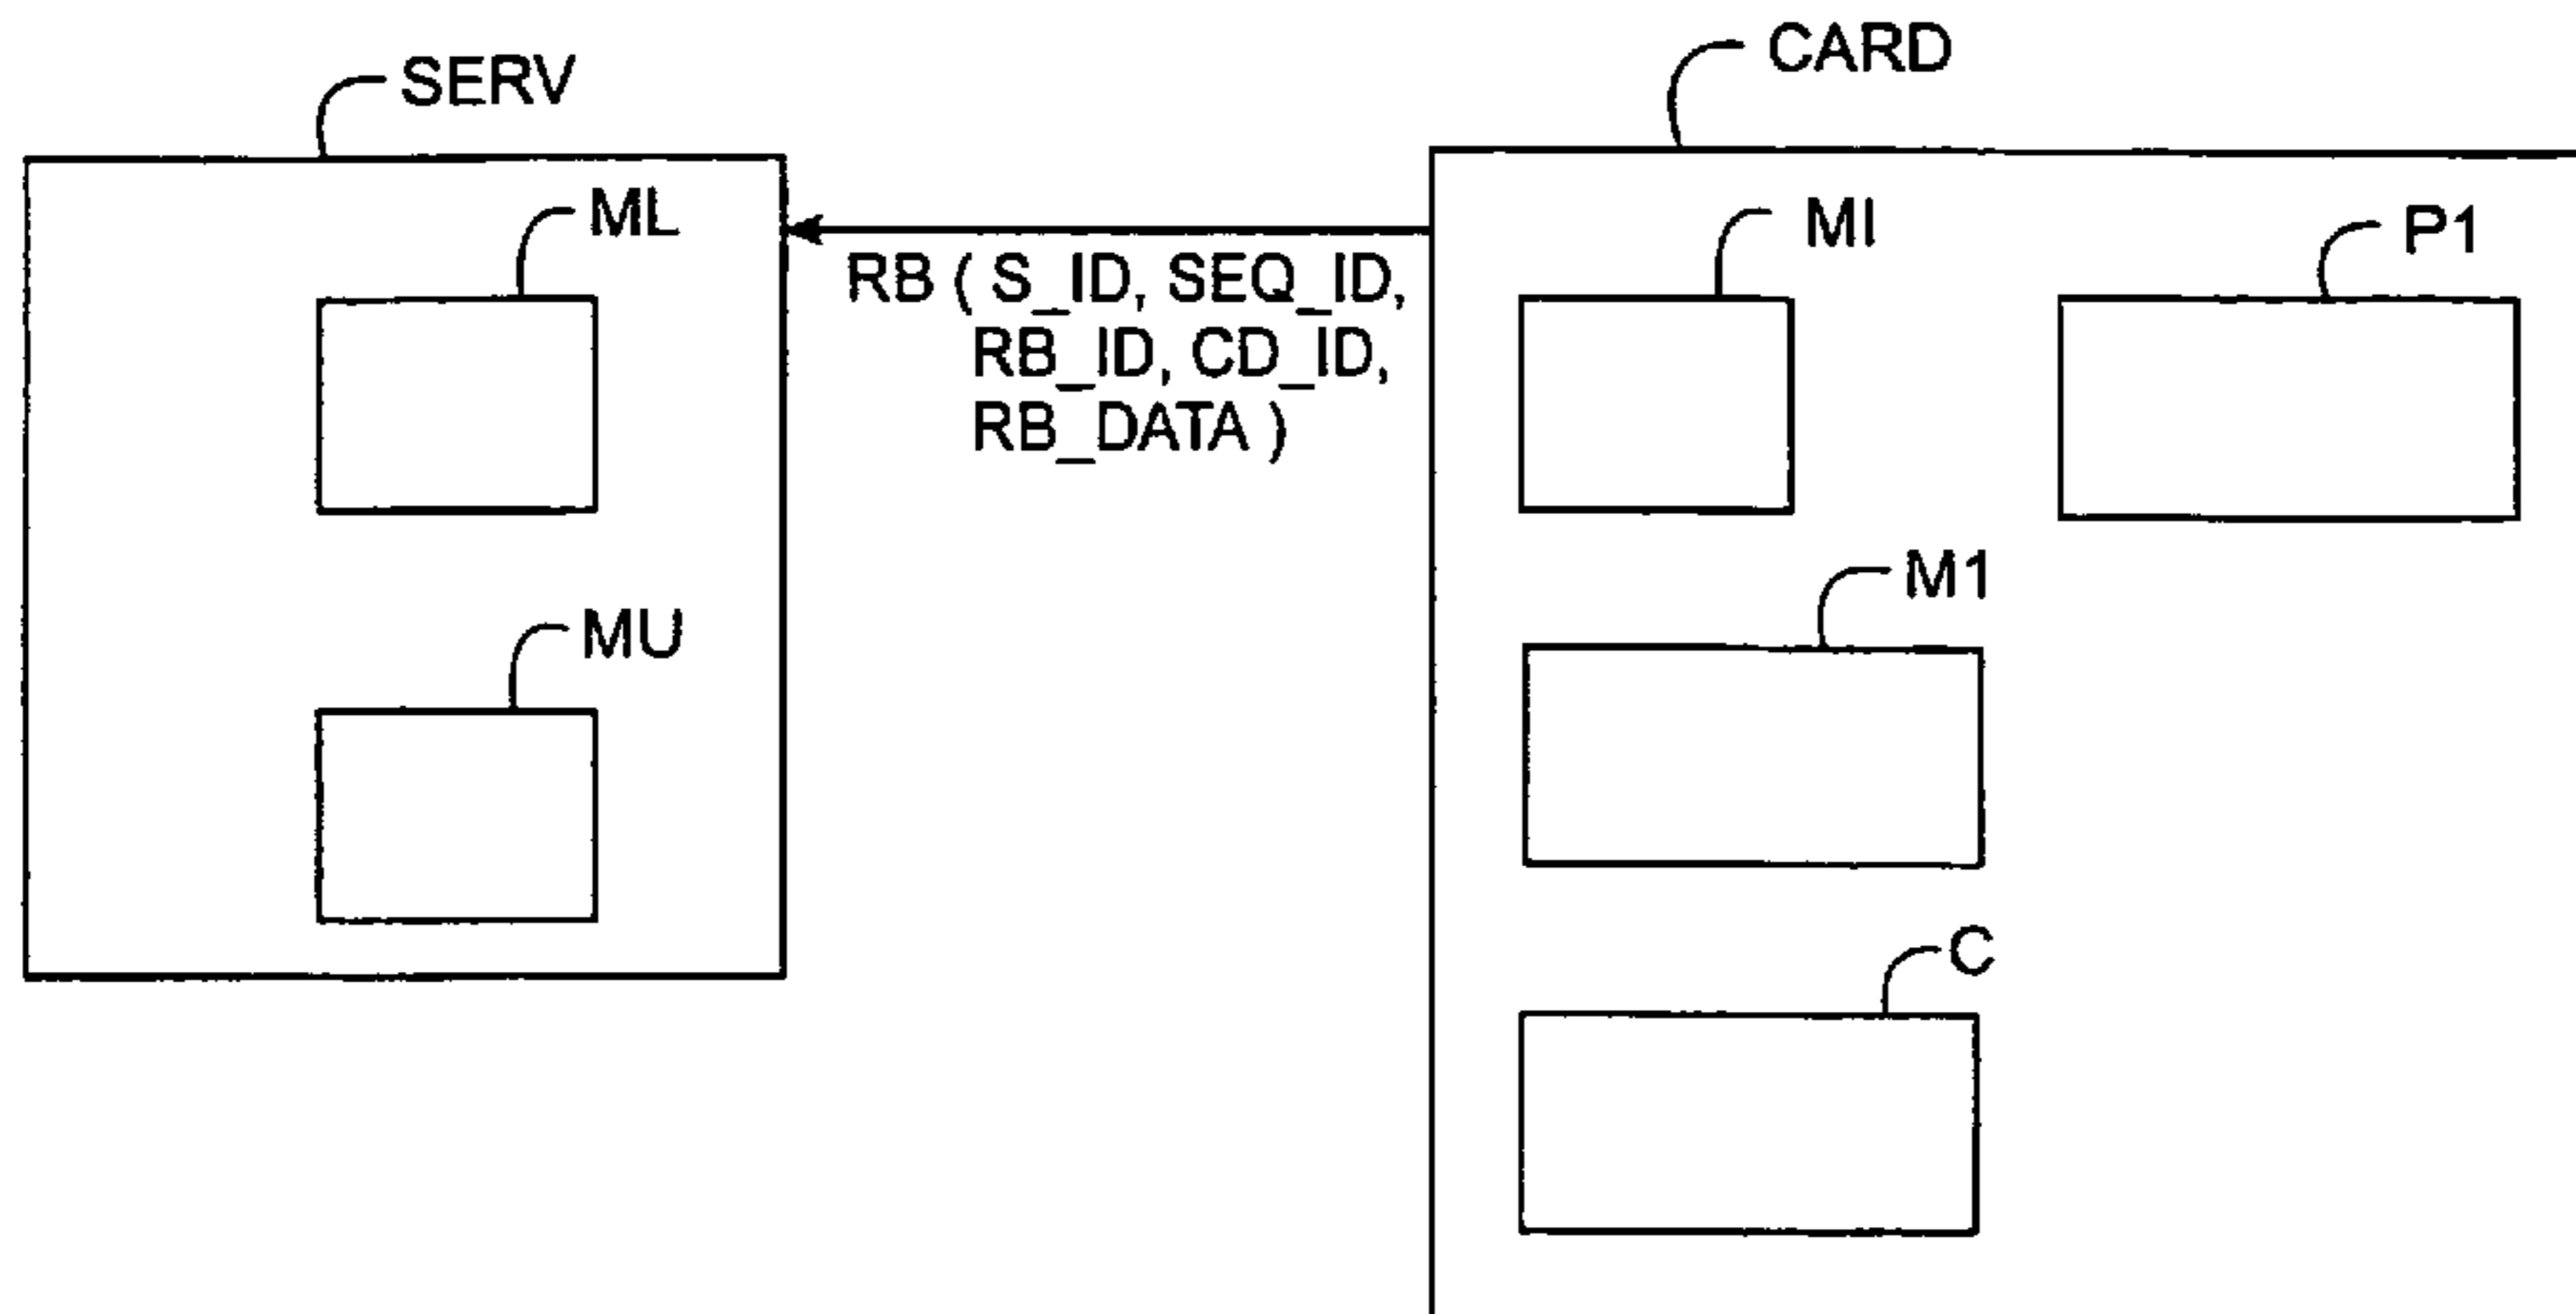 SERV
CARD
ML
MI
P1
RB ( S_ID, SEQ_ID,
RB_ID, CD_ID,
RB_DATA )
M1
MU
C